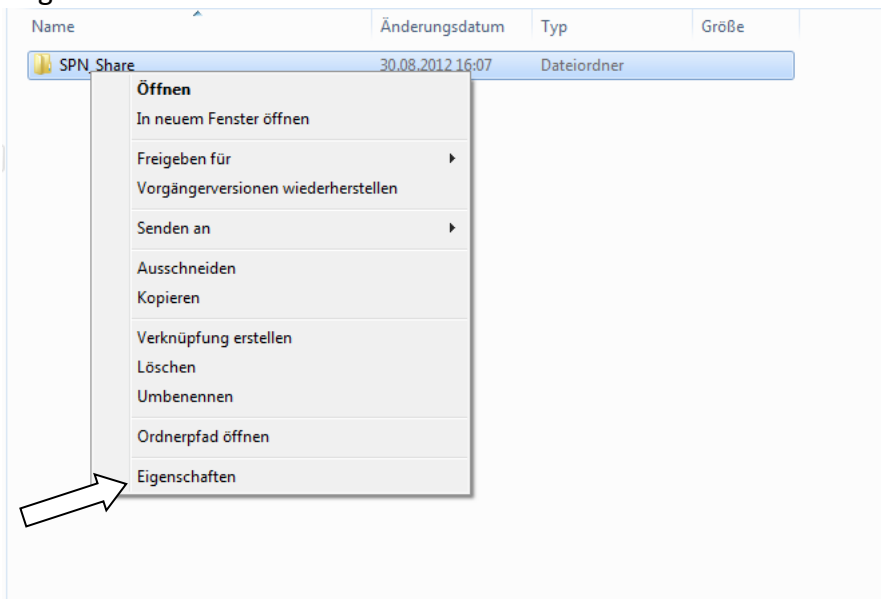 Name Änderungsdatum Typ Größe
SPN_Share 30.08.2012 16:07 Dateiordner
Öffnen
In neuem Fenster öffnen
Freigeben für
Vorgängerversionen wiederherstellen
Senden an
Ausschneiden
Kopieren
Verknüpfung erstellen
Löschen
Umbenennen
Ordnerpfad öffnen
Eigenschaften